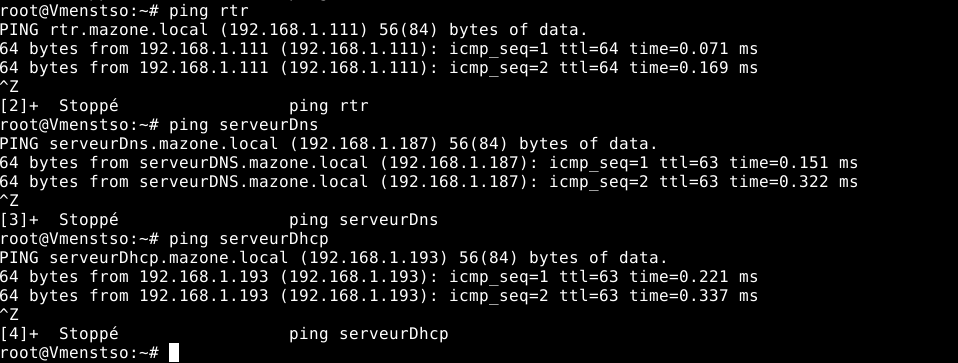 root@Vmenstso:~# ping rtr
PING rtr.mazone.local (192.168.1.111) 56(84) bytes of data.
64 bytes from 192.168.1.111 (192.168.1.111): icmp_seq=1 ttl=64 time=0.071 ms
64 bytes from 192.168.1.111 (192.168.1.111): icmp_seq=2 ttl=64 time=0.169 ms
^Z
[2]+  Stoppé                 ping rtr
root@Vmenstso:~# ping serveurDns
PING serveurDns.mazone.local (192.168.1.187) 56(84) bytes of data.
64 bytes from serveurDNS.mazone.local (192.168.1.187): icmp_seq=1 ttl=63 time=0.151 ms
64 bytes from serveurDNS.mazone.local (192.168.1.187): icmp_seq=2 ttl=63 time=0.322 ms
^Z
[3]+  Stoppé                 ping serveurDns
root@Vmenstso:~# ping serveurDhcp
PING serveurDhcp.mazone.local (192.168.1.193) 56(84) bytes of data.
64 bytes from 192.168.1.193 (192.168.1.193): icmp_seq=1 ttl=63 time=0.221 ms
64 bytes from 192.168.1.193 (192.168.1.193): icmp_seq=2 ttl=63 time=0.337 ms
^Z
[4]+  Stoppé                 ping serveurDhcp
root@Vmenstso:~#